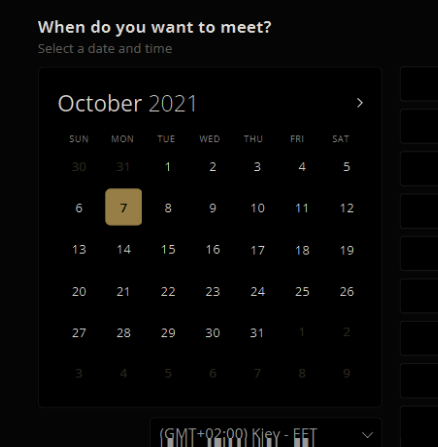 When do you want to meet?
Select a date and time
October 2021
SUN MON TUE WED THU FRI SAT
30 31 1 2 3 4 5
6 7 8 9 10 11 12
13 14 15 16 17 18 19
20 21 22 23 24 25 26
27 28 29 30 31 1 2
3 4 5 6 7 8 9
(GMT+02:00) Kiev - EET